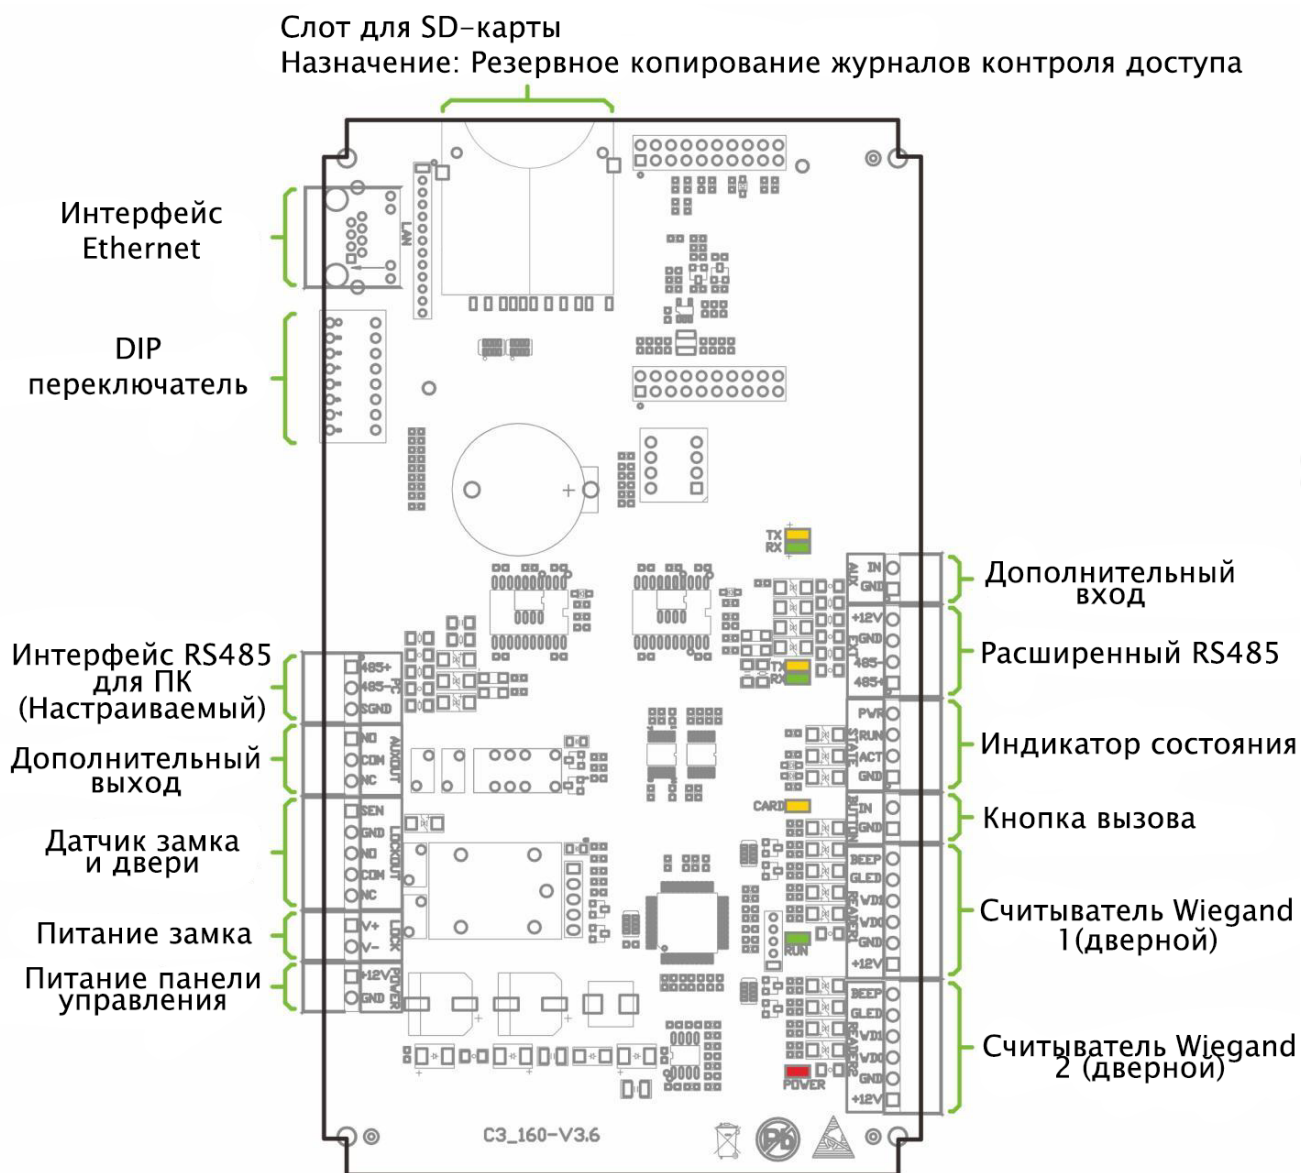 Слот для SD-карты
Назначение: Резервное копирование журналов контроля доступа
Интерфейс
Ethernet
LAN
DIP
переключатель
TX
RX
Дополнительный
вход
AUX
IN
GND
Расширенный RS485
EXT
+12V
GND
485-
485+
TX
RX
Интерфейс RS485
для ПК
(Настраиваемый)
485+
485-
SGND
PC
Индикатор состояния
STATE
PWR
RUN
ACT
GND
Дополнительный
выход
NO
COM
NC
AUXOUT
CARD
Кнопка вызова
BUTTON
IN
GND
Датчик замка
и двери
SEN
GND
NO
COM
NC
LOCKOUT
Считыватель Wiegand
1(дверной)
READER1
BEEP
GLED
WD1
WD0
GND
+12V
RUN
Питание замка
V+
V-
LOCK
Питание панели
управления
+12V
GND
POWER
Считыватель Wiegand
2 (дверной)
READER2
BEEP
GLED
WD1
WD0
GND
+12V
POWER
C3_160-V3.6
Pb